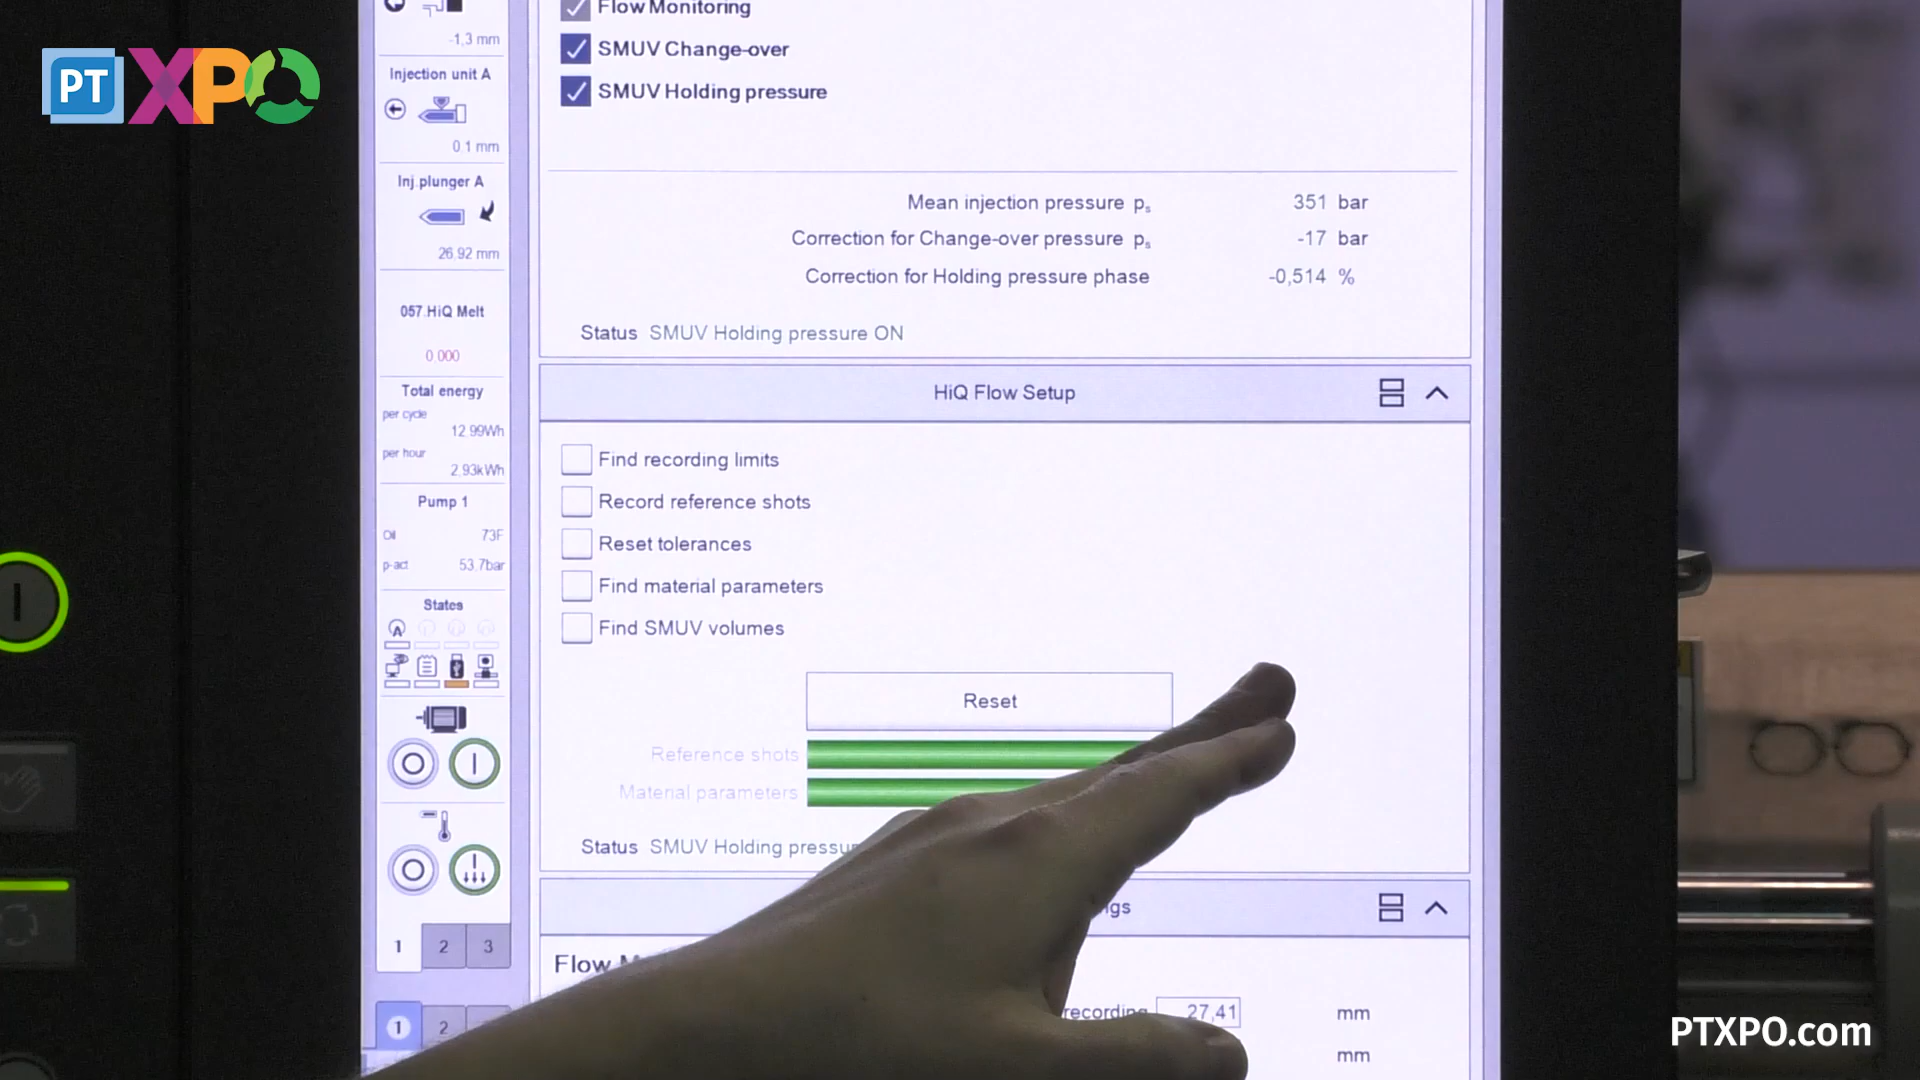 PT XPO
-1,3 mm
Injection unit A
0.1 mm
Inj.plunger A
26.92 mm
057.HiQ Melt
0.000
Total energy
per cycle
12.99Wh
per hour
2.93kWh
Pump 1
Oil 73F
p-act 53.7bar
States
A
1 2 3
1 2
Flow Monitoring
SMUV Change-over
SMUV Holding pressure
Mean injection pressure ps 351 bar
Correction for Change-over pressure ps -17 bar
Correction for Holding pressure phase -0,514 %
Status SMUV Holding pressure ON
HiQ Flow Setup
Find recording limits
Record reference shots
Reset tolerances
Find material parameters
Find SMUV volumes
Reset
Reference shots
Material parameters
Status SMUV Holding pressu
ngs
Flow M
recording 27,41 mm
mm
PTXPO.com